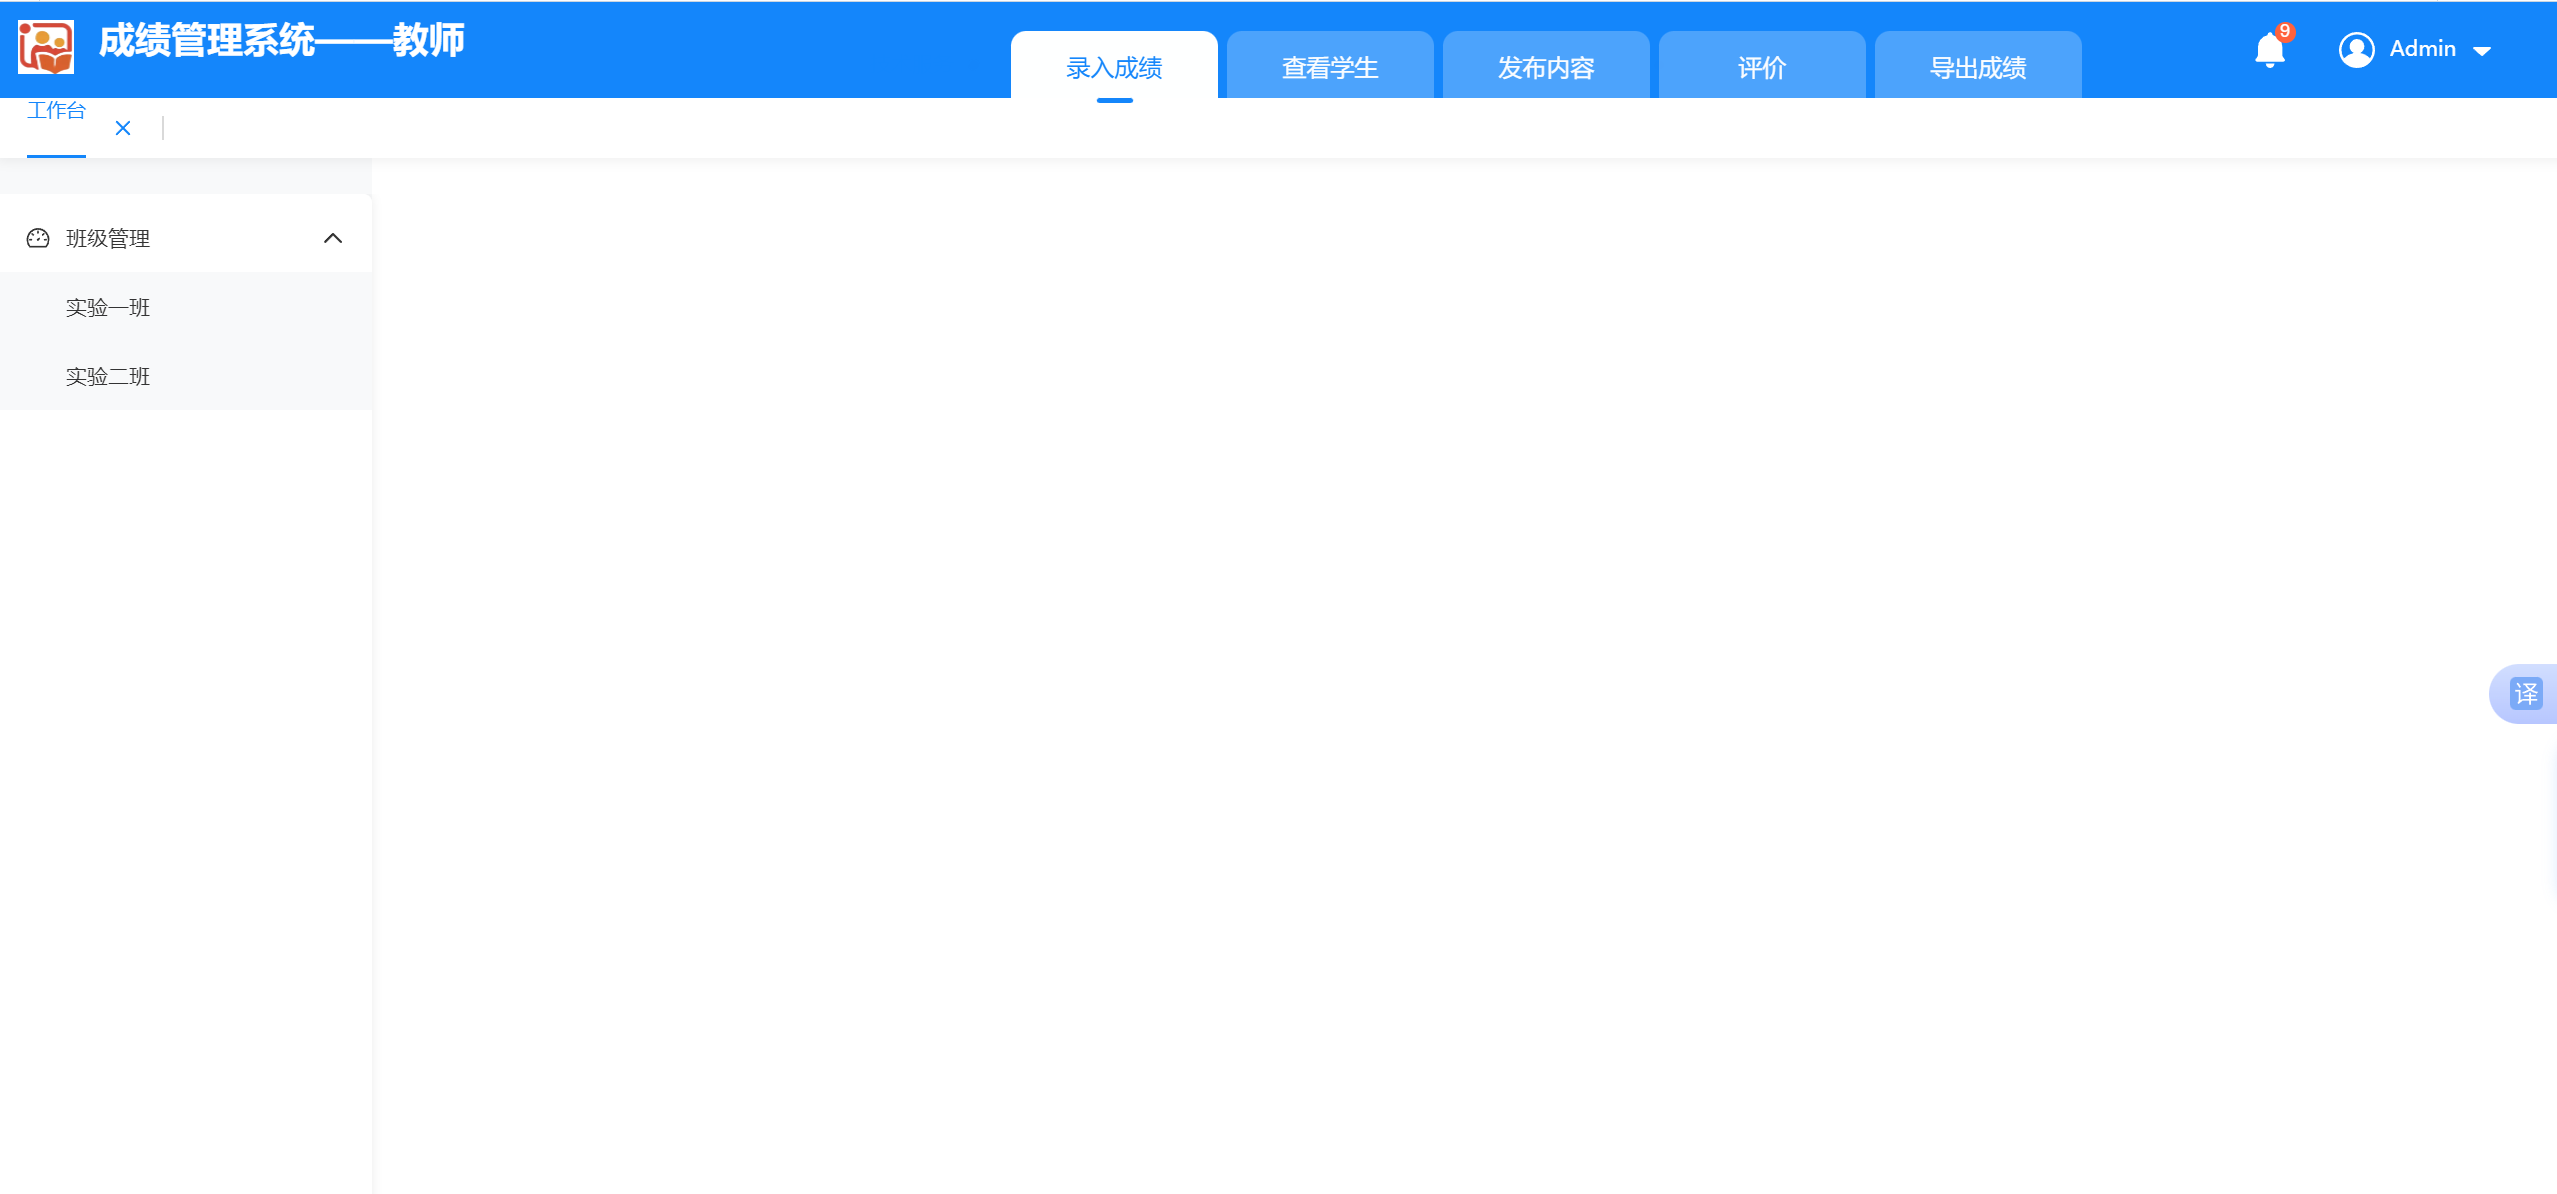 成绩管理系统——教师
录入成绩
查看学生
发布内容
评价
导出成绩
9
Admin
工作台
班级管理
实验一班
实验二班
译